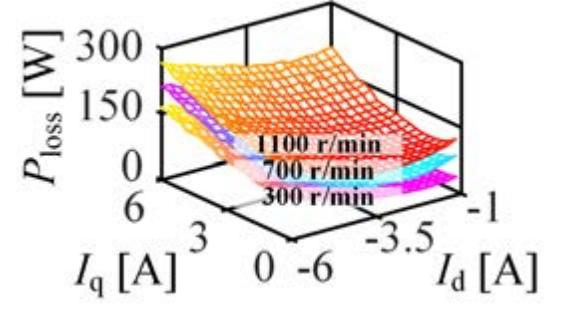 300
150
0
P_loss [W]
1100 r/min
700 r/min
300 r/min
6
3
0
I_q [A]
-6
-3.5
-1
I_d [A]